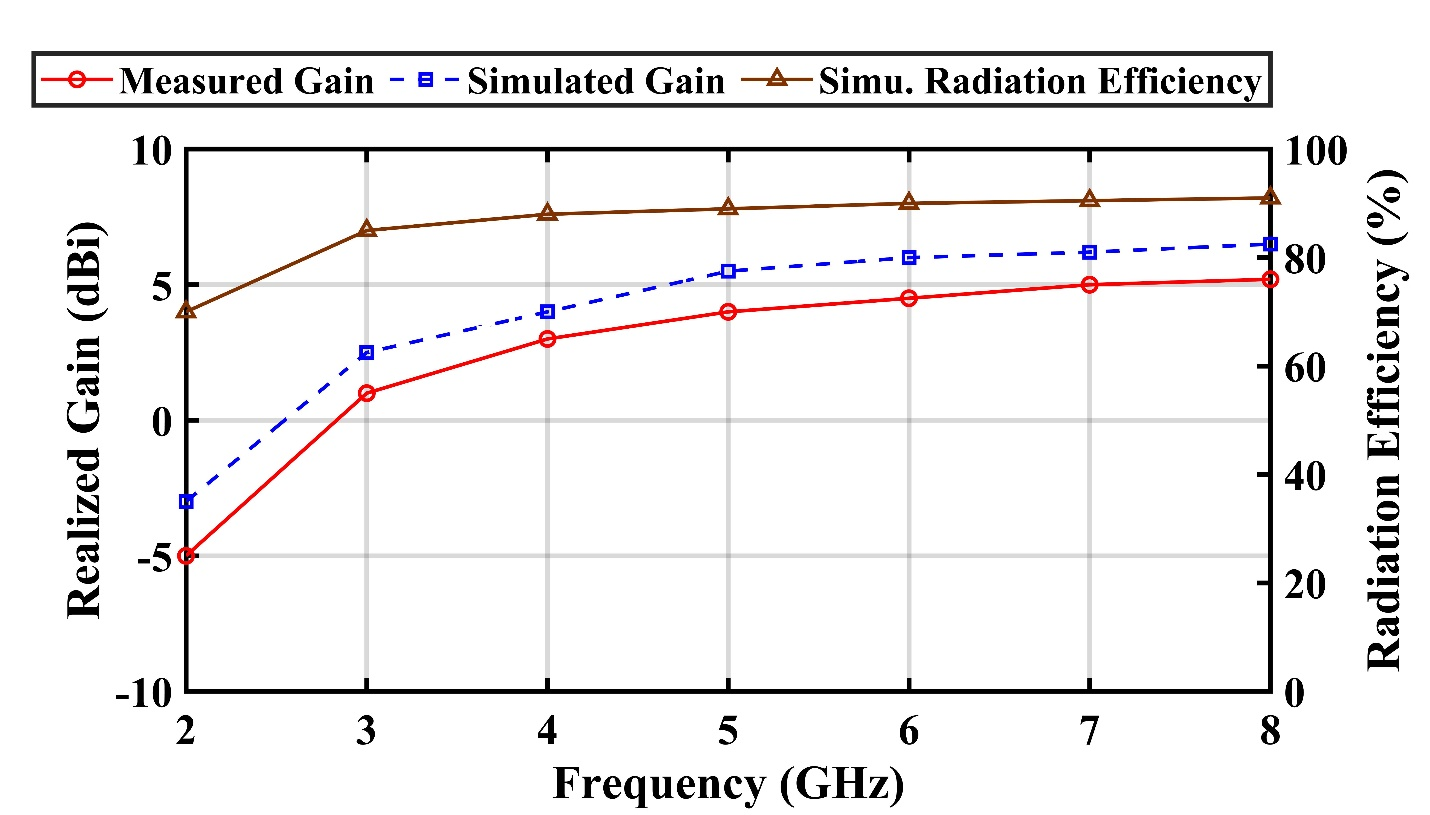 Measured Gain Simulated Gain Simu. Radiation Efficiency
10
5
0
-5
-10
Realized Gain (dBi)
100
80
60
40
20
0
Radiation Efficiency (%)
2 3 4 5 6 7 8
Frequency (GHz)